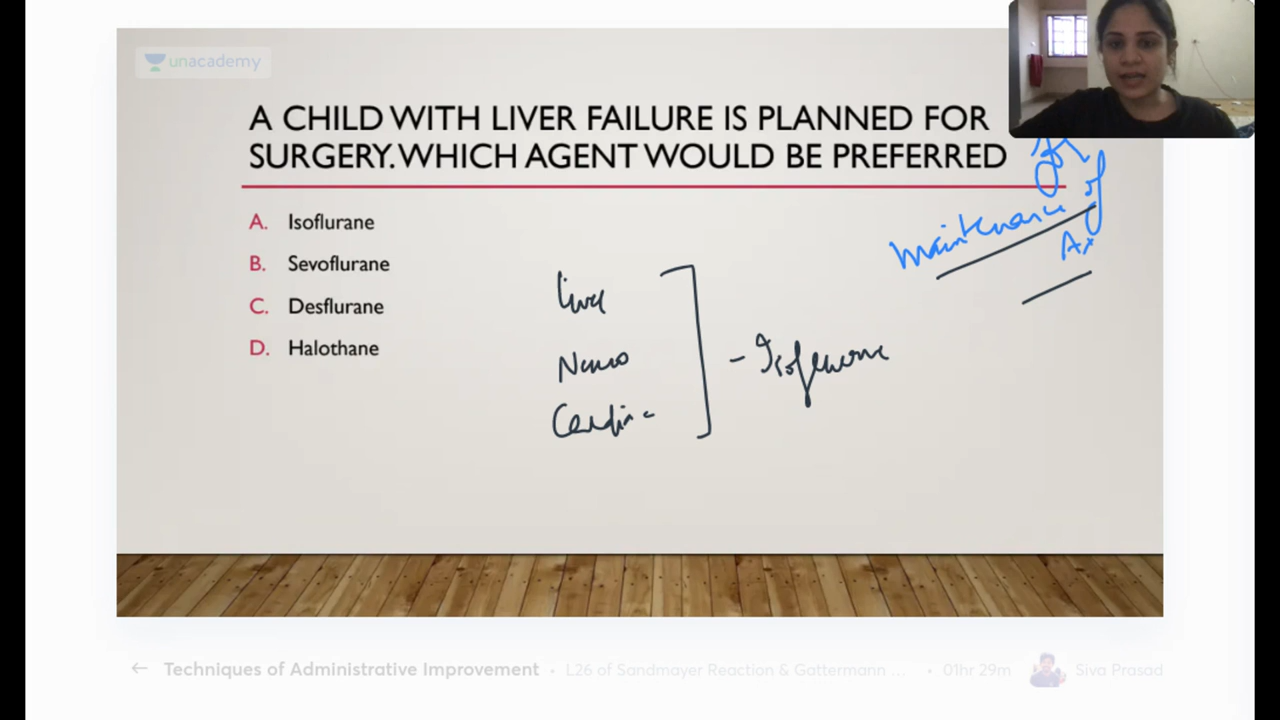 unacademy
A CHILD WITH LIVER FAILURE IS PLANNED FOR
SURGERY.WHICH AGENT WOULD BE PREFERRED
A. Isoflurane
B. Sevoflurane
C. Desflurane
D. Halothane
Liver
Neuro
Cardiac
- Isoflurane
maintenance of
Ax
← Techniques of Administrative Improvement • L26 of Sandmayer Reaction & Gattermann ... • 01hr 29m Siva Prasad